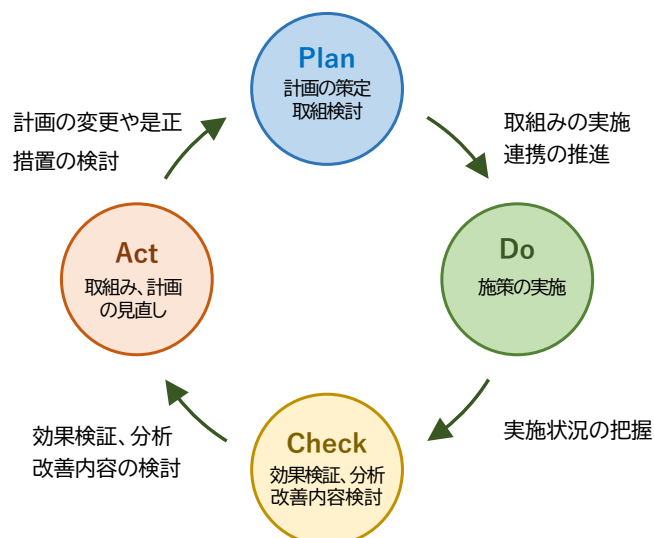 Plan
計画の策定
取組検討
計画の変更や是正
措置の検討
取組みの実施
連携の推進
Act
取組み、計画
の見直し
Do
施策の実施
効果検証、分析
改善内容の検討
Check
効果検証、分析
改善内容検討
実施状況の把握